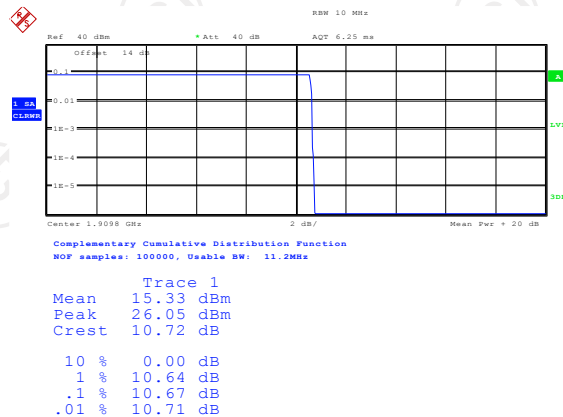 RBW 10 MHz
Ref 40 dBm * Att 40 dB AQT 6.25 ms
Offset 14 dB
0.1
0.01
1E-3
1E-4
1E-5
1 SA
CLRWR
A
3DB
Center 1.9098 GHz 2 dB/ Mean Pwr + 20 dB
Complementary Cumulative Distribution Function
NOF samples: 100000, Usable BW: 11.2MHz
Trace 1
Mean 15.33 dBm
Peak 26.05 dBm
Crest 10.72 dB
10 % 0.00 dB
1 % 10.64 dB
.1 % 10.67 dB
.01 % 10.71 dB